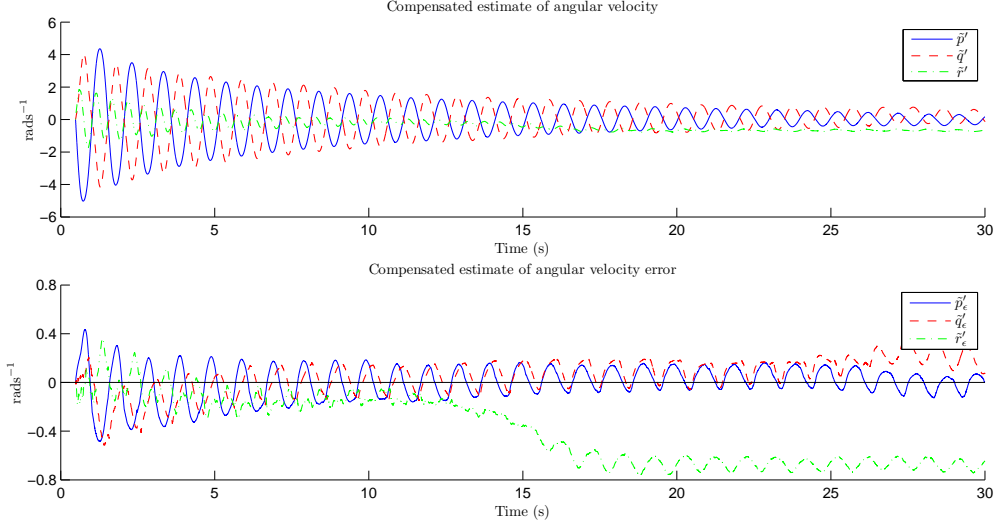 Compensated estimate of angular velocity
6
4
2
0
−2
−4
−6
rads⁻¹
p̃′
q̃′
r̃′
0 5 10 15 20 25 30
Time (s)
Compensated estimate of angular velocity error
0.8
0.4
0
−0.4
−0.8
rads⁻¹
p̃′ϵ
q̃′ϵ
r̃′ϵ
0 5 10 15 20 25 30
Time (s)